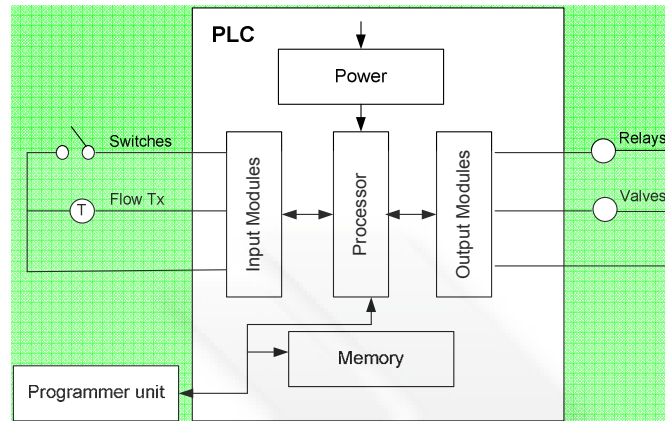 PLC
Power
Switches
Relays
Flow Tx
Valves
T
Input Modules
Processor
Output Modules
Memory
Programmer unit